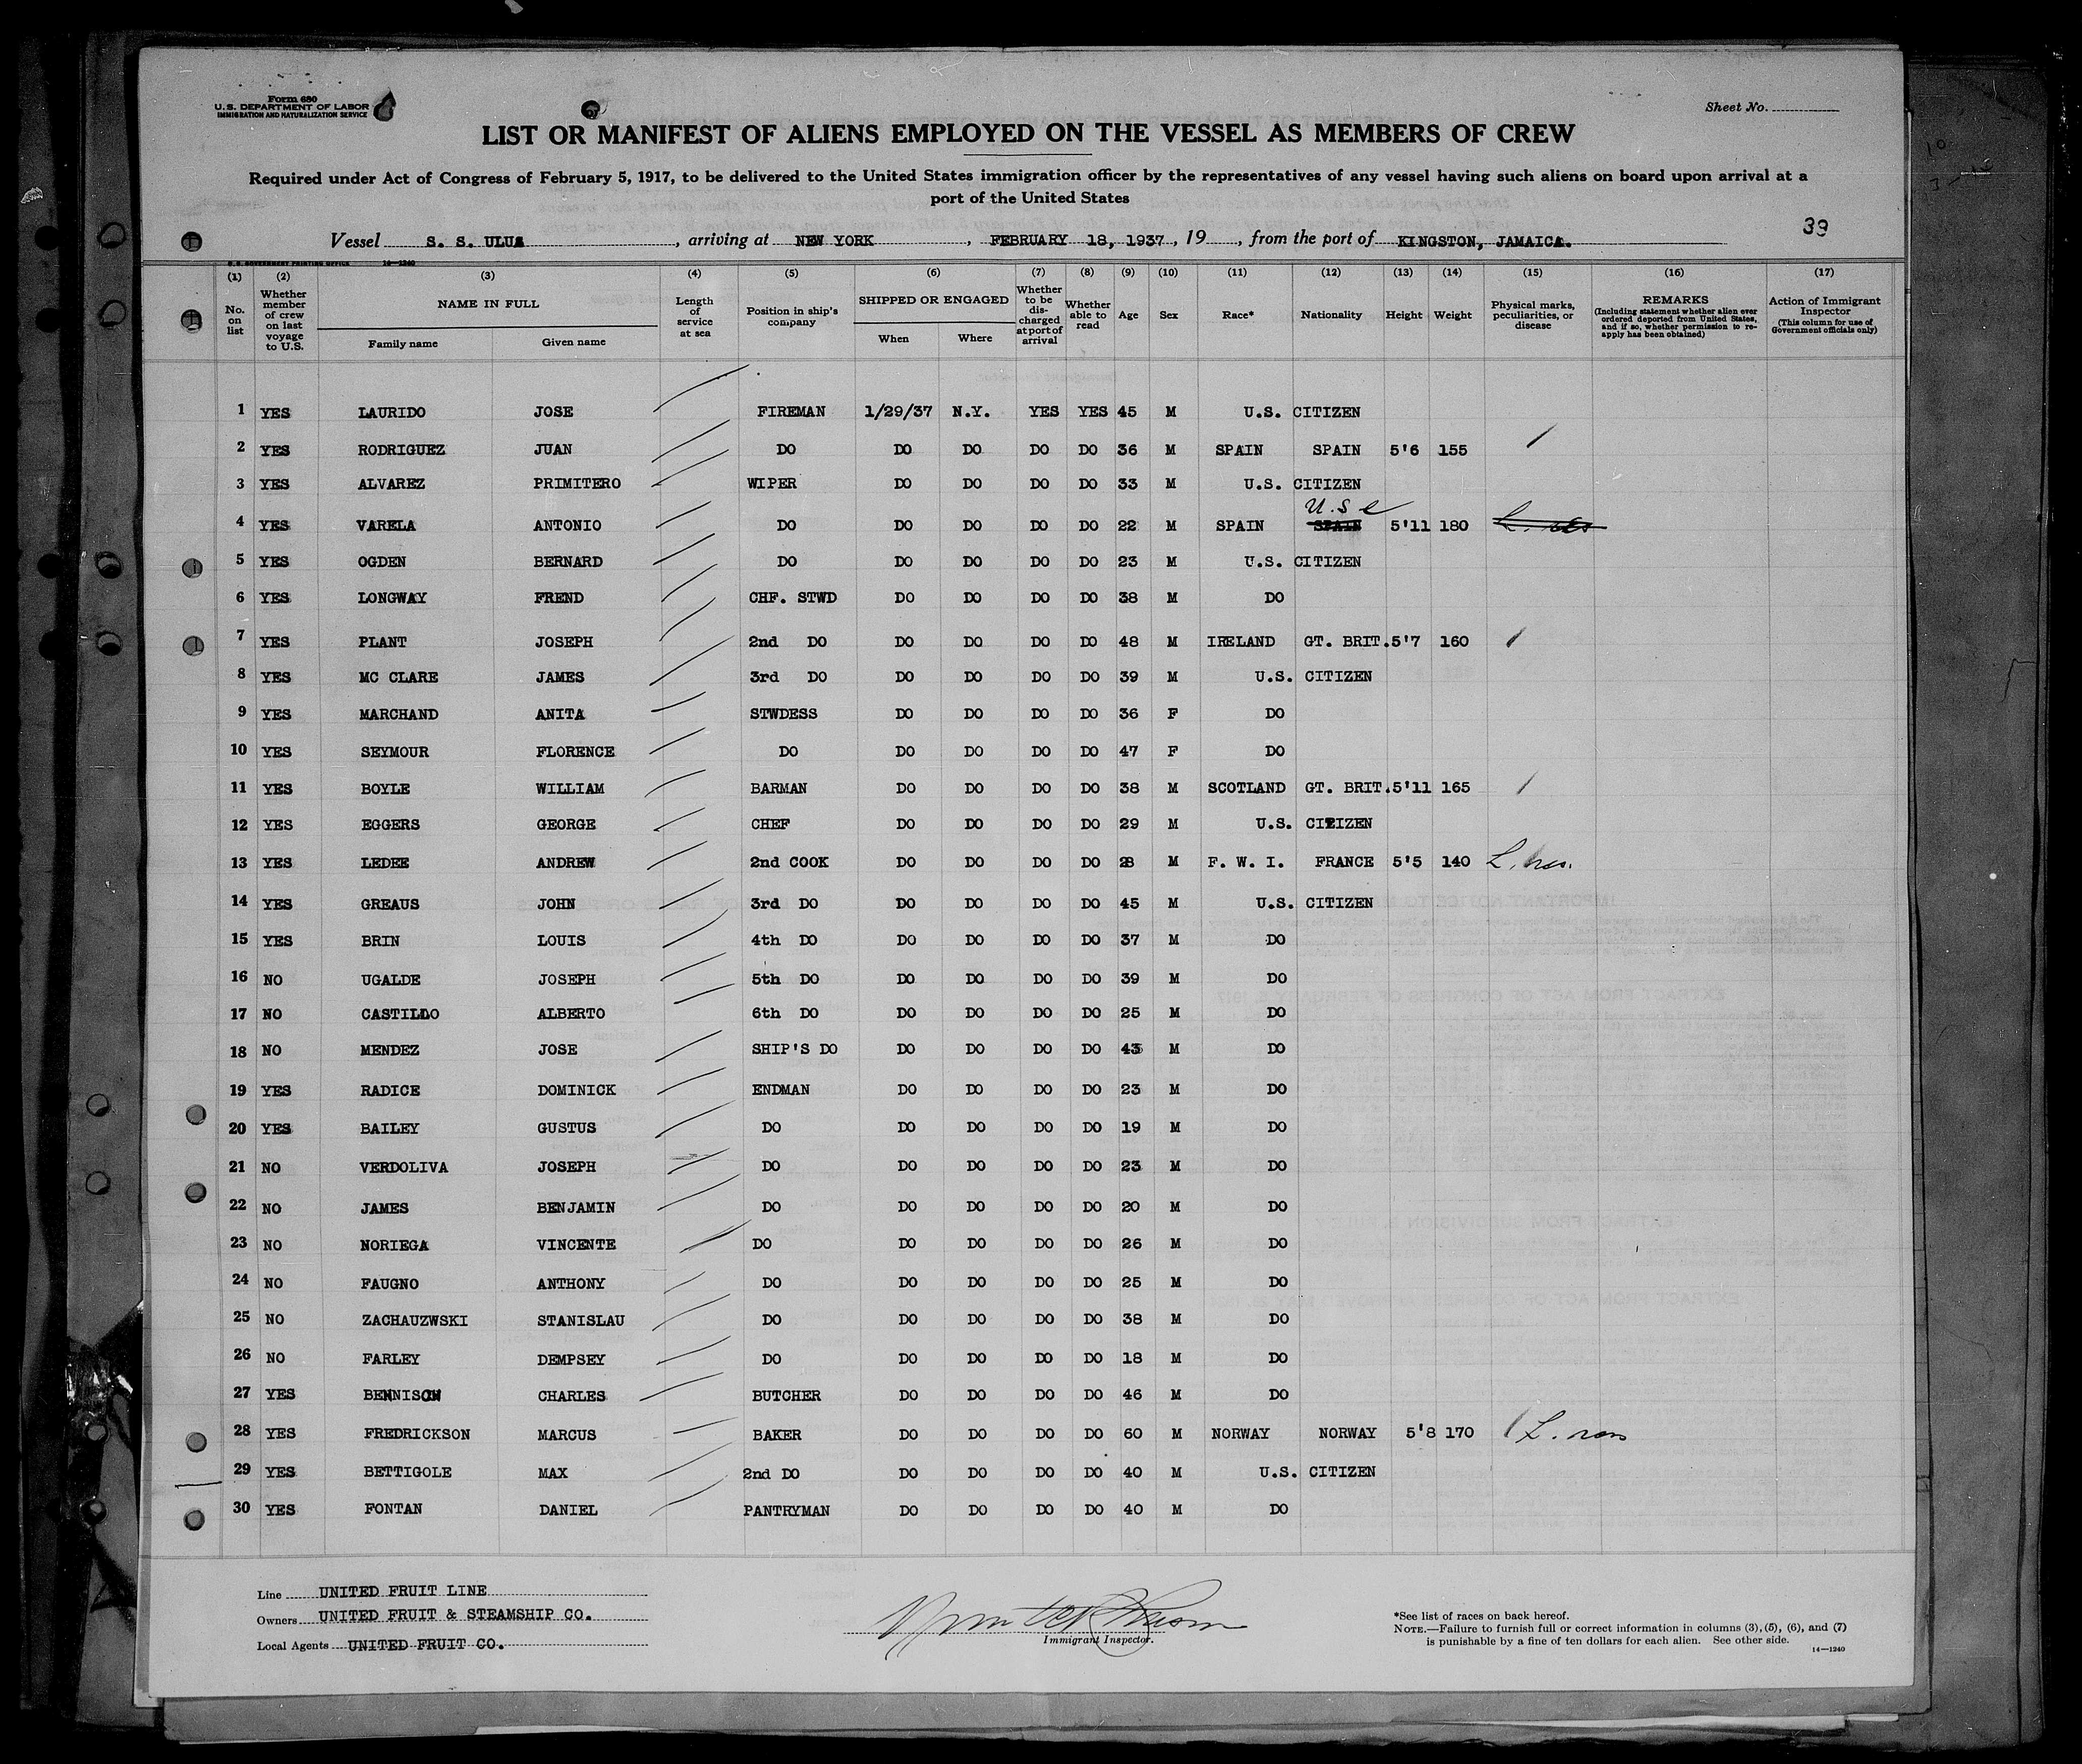 Form 680
U. S. DEPARTMENT OF LABOR
IMMIGRATION AND NATURALIZATION SERVICE
Sheet No.
LIST OR MANIFEST OF ALIENS EMPLOYED ON THE VESSEL AS MEMBERS OF CREW
Required under Act of Congress of February 5, 1917, to be delivered to the United States immigration officer by the representatives of any vessel having such aliens on board upon arrival at a
port of the United States
39
Vessel S. S. ULUA, arriving at NEW YORK, FEBRUARY 18, 1937, 19, from the port of KINGSTON, JAMAICA.
U. S. GOVERNMENT PRINTING OFFICE 14—1240
(1) (2) (3) (4) (5) (6) (7) (8) (9) (10) (11) (12) (13) (14) (15) (16) (17)
No. on list Whether member of crew on last voyage to U.S. NAME IN FULL Family name Given name Length of service at sea Position in ship's company SHIPPED OR ENGAGED When Where Whether to be discharged at port of arrival Whether able to read Age Sex Race* Nationality Height Weight Physical marks, peculiarities, or disease REMARKS (Including statement whether alien ever ordered deported from United States, and if so, whether permission to reapply has been obtained) Action of Immigrant Inspector (This column for use of Government officials only)
1 YES LAURIDO JOSE FIREMAN 1/29/37 N.Y. YES YES 45 M U.S. CITIZEN
2 YES RODRIGUEZ JUAN DO DO DO DO DO 36 M SPAIN SPAIN 5'6 155
3 YES ALVAREZ PRIMITERO WIPER DO DO DO DO 33 M U.S. CITIZEN
U.S c
4 YES VARELA ANTONIO DO DO DO DO DO 22 M SPAIN SPAIN 5'11 180 L. res
5 YES OGDEN BERNARD DO DO DO DO DO 23 M U.S. CITIZEN
6 YES LONGWAY FREND CHF. STWD DO DO DO DO 38 M DO
7 YES PLANT JOSEPH 2nd DO DO DO DO DO 48 M IRELAND GT. BRIT. 5'7 160
8 YES MC CLARE JAMES 3rd DO DO DO DO DO 39 M U.S. CITIZEN
9 YES MARCHAND ANITA STWDESS DO DO DO DO 36 F DO
10 YES SEYMOUR FLORENCE DO DO DO DO DO 47 F DO
11 YES BOYLE WILLIAM BARMAN DO DO DO DO 38 M SCOTLAND GT. BRIT. 5'11 165
12 YES EGGERS GEORGE CHEF DO DO DO DO 29 M U.S. CITIZEN
13 YES LEDEE ANDREW 2nd COOK DO DO DO DO 28 M F. W. I. FRANCE 5'5 140 L. res.
14 YES GREAUS JOHN 3rd DO DO DO DO DO 45 M U.S. CITIZEN
15 YES BRIN LOUIS 4th DO DO DO DO DO 37 M DO
16 NO UGALDE JOSEPH 5th DO DO DO DO DO 39 M DO
17 NO CASTILDO ALBERTO 6th DO DO DO DO DO 25 M DO
18 NO MENDEZ JOSE SHIP'S DO DO DO DO DO 43 M DO
19 YES RADICE DOMINICK ENDMAN DO DO DO DO 23 M DO
20 YES BAILEY GUSTUS DO DO DO DO DO 19 M DO
21 NO VERDOLIVA JOSEPH DO DO DO DO DO 23 M DO
22 NO JAMES BENJAMIN DO DO DO DO DO 20 M DO
23 NO NORIEGA VINCENTE DO DO DO DO DO 26 M DO
24 NO FAUGNO ANTHONY DO DO DO DO DO 25 M DO
25 NO ZACHAUZWSKI STANISLAU DO DO DO DO DO 38 M DO
26 NO FARLEY DEMPSEY DO DO DO DO DO 18 M DO
27 YES BENNISON CHARLES BUTCHER DO DO DO DO 46 M DO
28 YES FREDRICKSON MARCUS BAKER DO DO DO DO 60 M NORWAY NORWAY 5'8 170 L. res
29 YES BETTIGOLE MAX 2nd DO DO DO DO DO 40 M U.S. CITIZEN
30 YES FONTAN DANIEL PANTRYMAN DO DO DO DO 40 M DO
Line UNITED FRUIT LINE
Owners UNITED FRUIT & STEAMSHIP CO.
Local Agents UNITED FRUIT CO.
Immigrant Inspector.
*See list of races on back hereof.
NOTE.—Failure to furnish full or correct information in columns (3), (5), (6), and (7)
is punishable by a fine of ten dollars for each alien. See other side.
14—1240